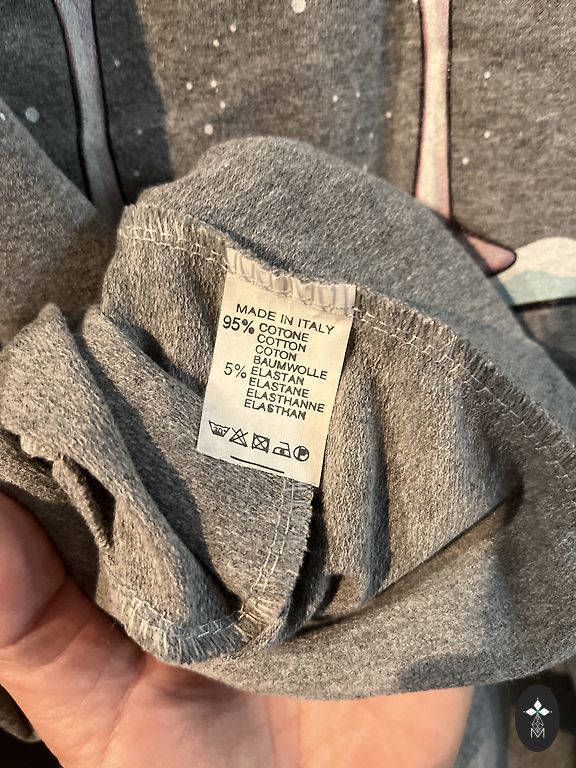 MADE IN ITALY
95% COTONE
COTTON
COTON
BAUMWOLLE
5% ELASTAN
ELASTANE
ELASTHANNE
ELASTHAN